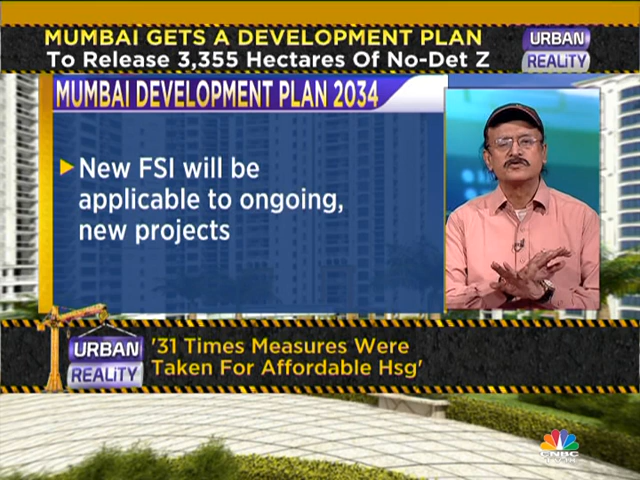 MUMBAI GETS A DEVELOPMENT PLAN
To Release 3,355 Hectares Of No-Det Z
URBAN
REALITY
MUMBAI DEVELOPMENT PLAN 2034
New FSI will be
applicable to ongoing,
new projects
URBAN
REALITY
'31 Times Measures Were
Taken For Affordable Hsg'
CNBC